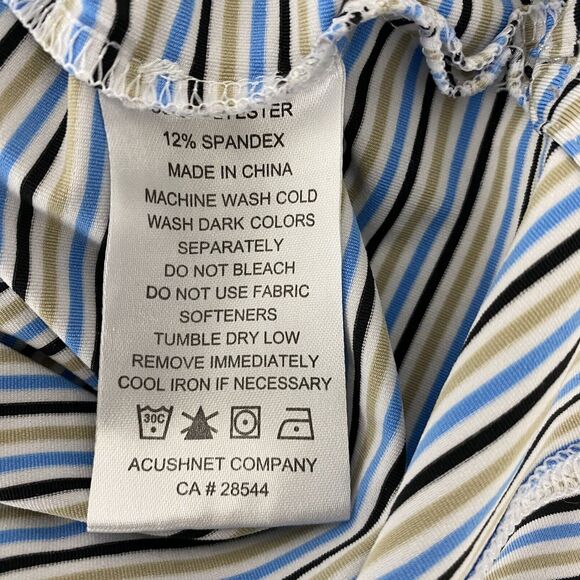 12% SPANDEX
MADE IN CHINA
MACHINE WASH COLD
WASH DARK COLORS
SEPARATELY
DO NOT BLEACH
DO NOT USE FABRIC
SOFTENERS
TUMBLE DRY LOW
REMOVE IMMEDIATELY
COOL IRON IF NECESSARY
30C
ACUSHNET COMPANY
CA # 28544